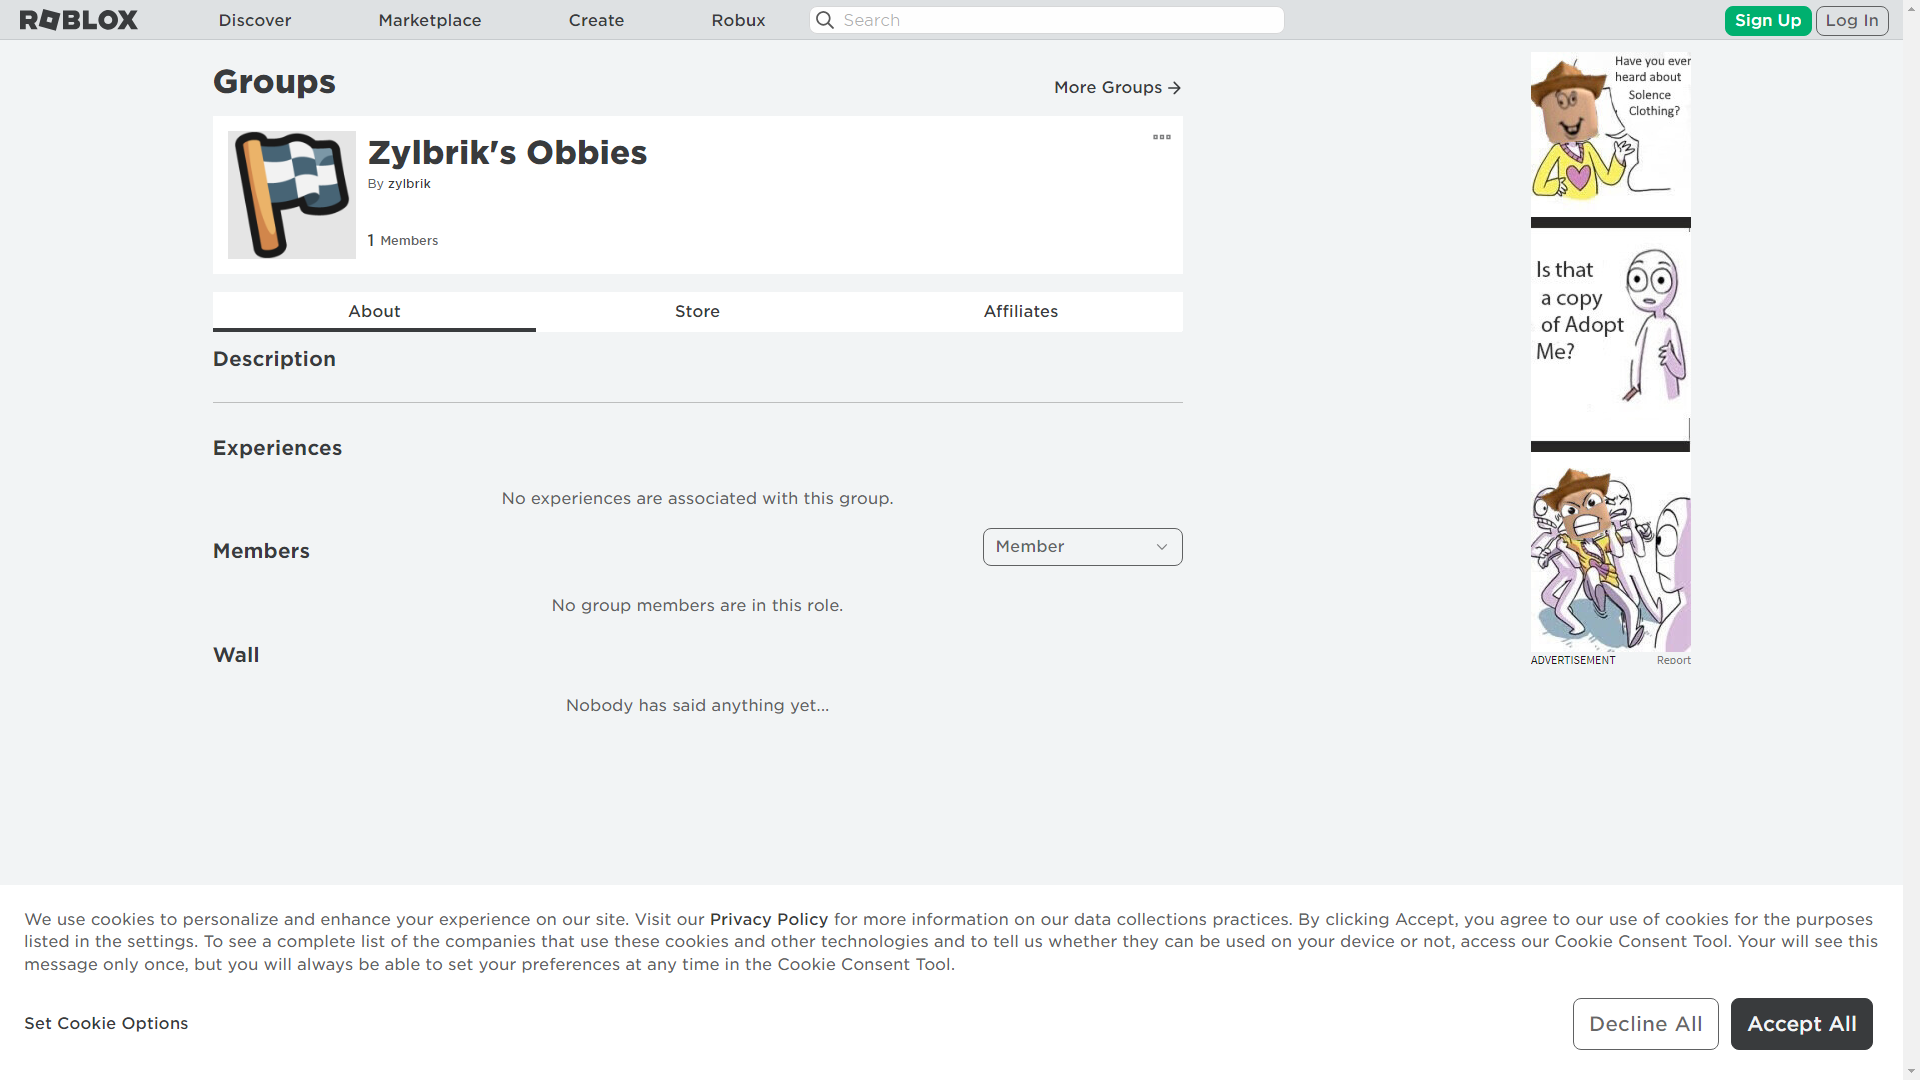 ROBLOX
Discover
Marketplace
Create
Robux
Search
Sign Up
Log In
Groups
More Groups
Zylbrik's Obbies
By zylbrik
1 Members
About
Store
Affiliates
Description
Experiences
No experiences are associated with this group.
Members
Member
No group members are in this role.
Wall
Nobody has said anything yet...
Have you ever
heard about
Solence
Clothing?
Is that
a copy
of Adopt
Me?
ADVERTISEMENT
Report
We use cookies to personalize and enhance your experience on our site. Visit our Privacy Policy for more information on our data collections practices. By clicking Accept, you agree to our use of cookies for the purposes
listed in the settings. To see a complete list of the companies that use these cookies and other technologies and to tell us whether they can be used on your device or not, access our Cookie Consent Tool. Your will see this
message only once, but you will always be able to set your preferences at any time in the Cookie Consent Tool.
Set Cookie Options
Decline All
Accept All